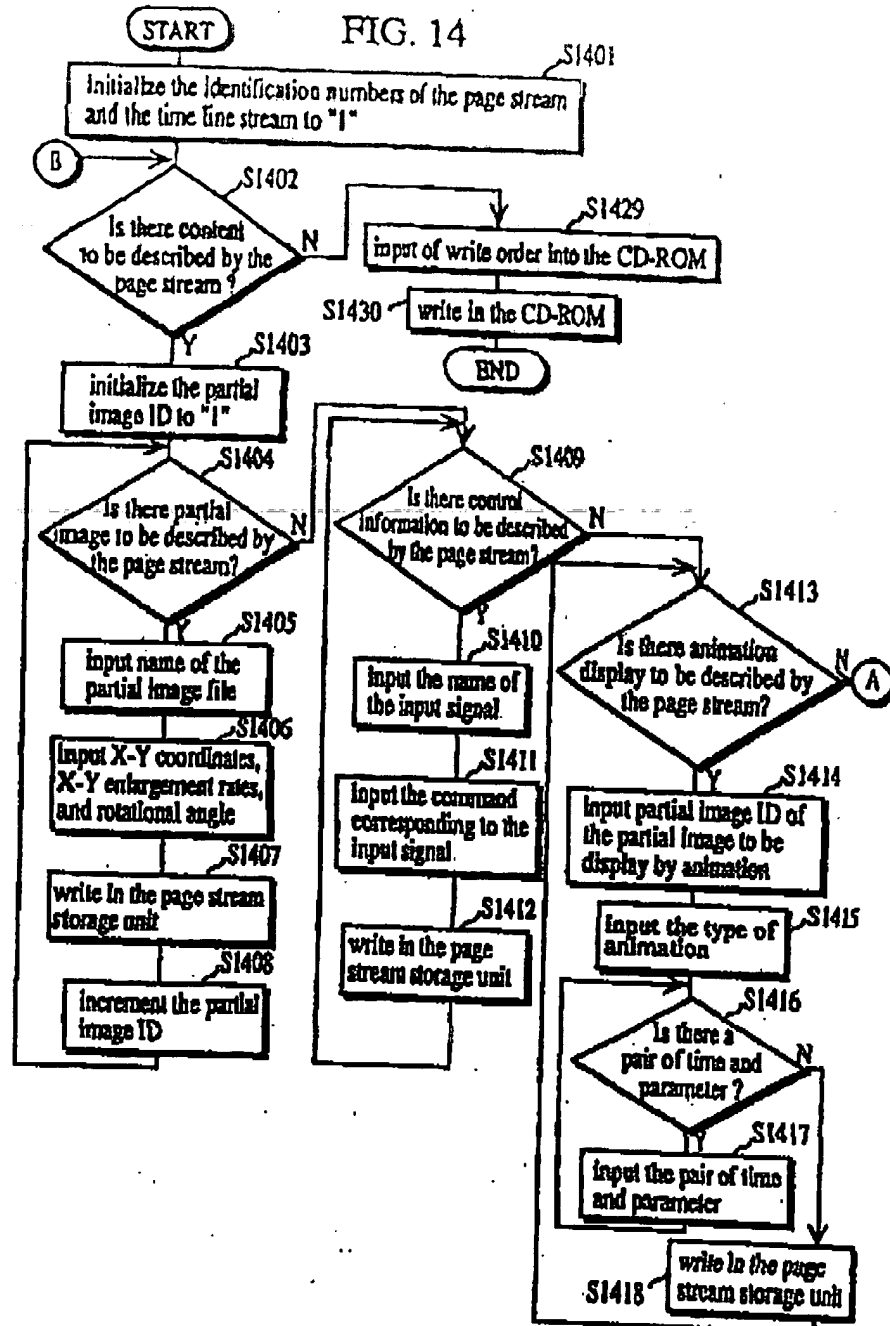 START
FIG. 14
S1401
Initialize the identification numbers of the page stream
and the time line stream to "1"
B
S1402
Is there content
to be described by the
page stream ?
N
Y
S1429
input of write order into the CD-ROM
S1430
write in the CD-ROM
END
S1403
initialize the partial
image ID to "1"
S1404
Is there partial
image to be described by
the page stream?
N
Y
S1405
input name of the
partial image file
S1406
Input X-Y coordinates,
X-Y enlargement rates,
and rotational angle
S1407
write in the page stream
storage unit
S1408
increment the partial
image ID
S1409
Is there control
information to be described
by the page stream?
N
Y
S1410
Input the name of
the input signal
S1411
Input the command
corresponding to the
input signal
S1412
write in the page
stream storage unit
S1413
Is there animation
display to be described by
the page stream?
N
A
Y
S1414
Input partial image ID of
the partial image to be
display by animation
S1415
Input the type of
animation
S1416
Is there a
pair of time and
parameter ?
N
Y
S1417
input the pair of time
and parameter
write in the page
stream storage unit
S1418